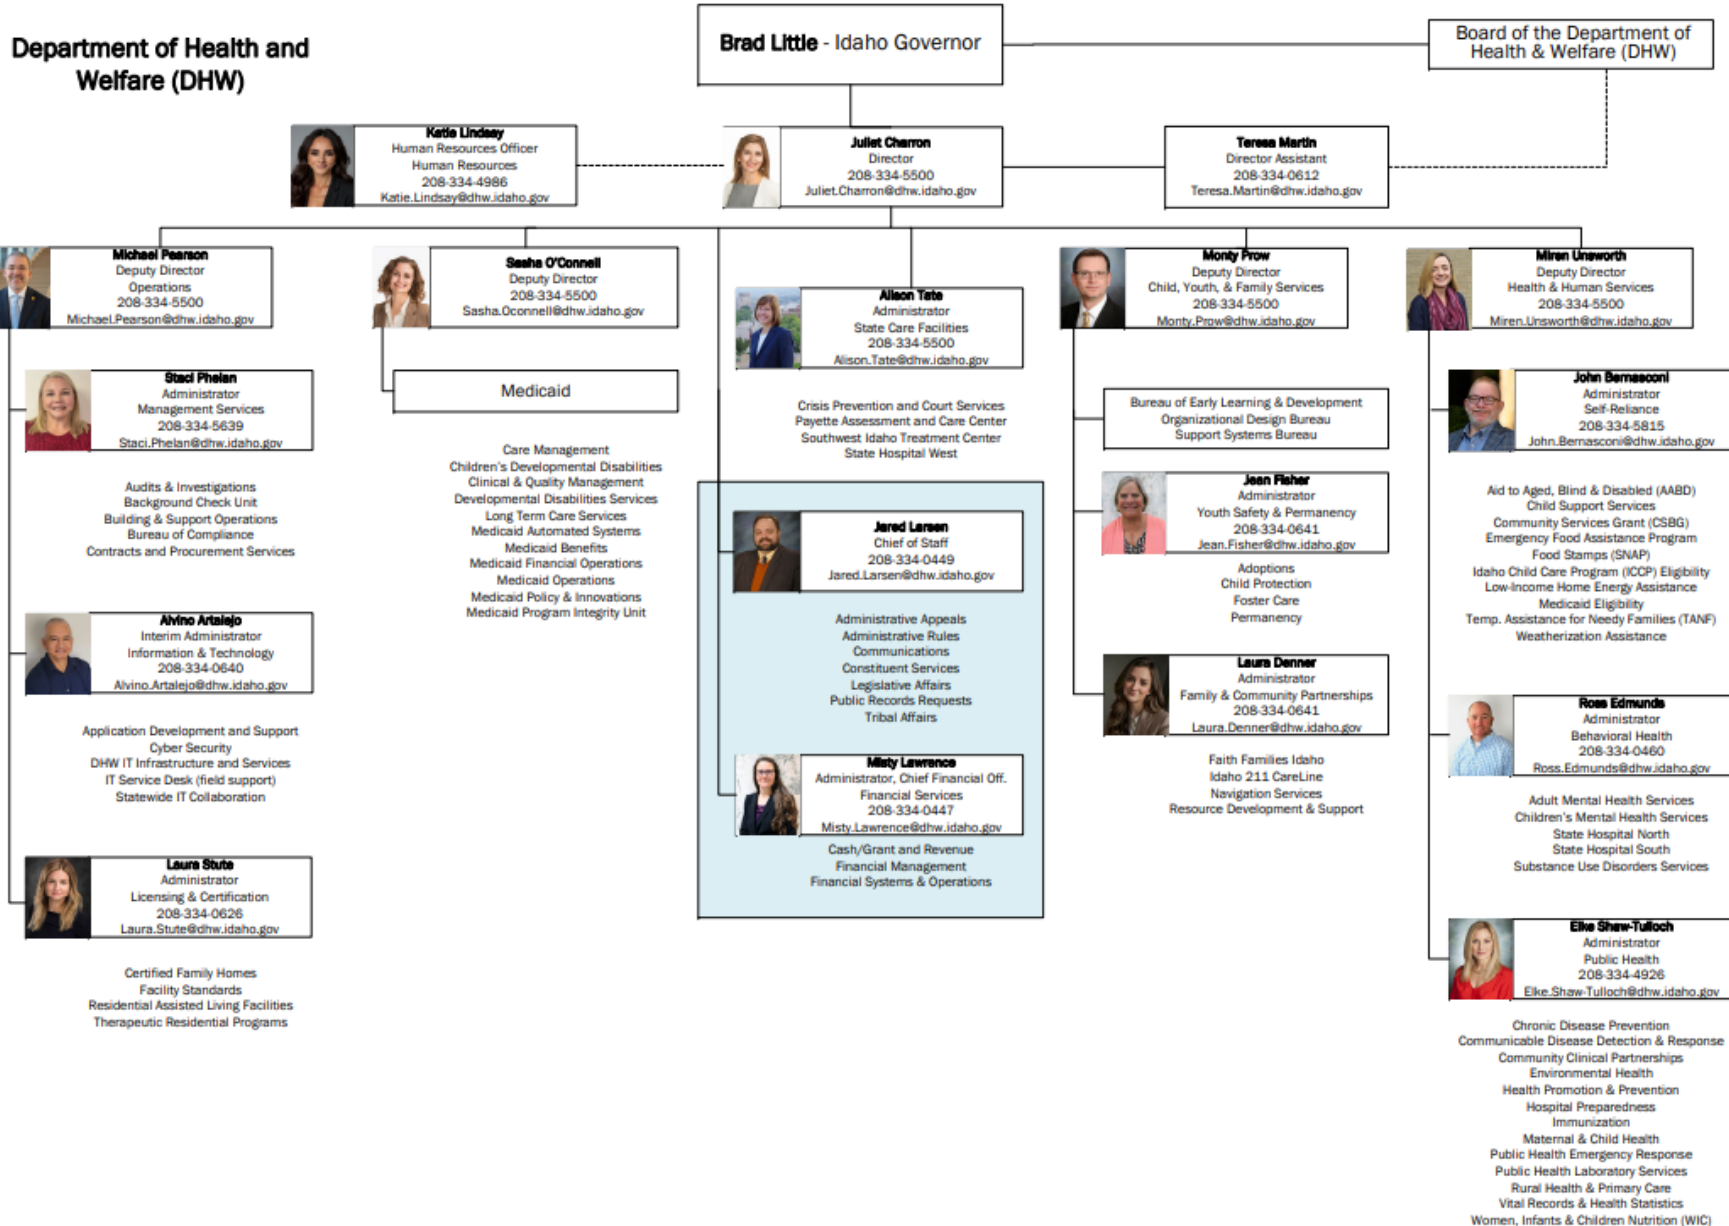 Department of Health and
Welfare (DHW)
Brad Little - Idaho Governor
Board of the Department of
Health & Welfare (DHW)
Katie Lindsay
Human Resources Officer
Human Resources
208-334-4986
Katie.Lindsay@dhw.idaho.gov
Juliet Charron
Director
208-334-5500
Juliet.Charron@dhw.idaho.gov
Teresa Martin
Director Assistant
208-334-0612
Teresa.Martin@dhw.idaho.gov
Michael Pearson
Deputy Director
Operations
208-334-5500
Michael.Pearson@dhw.idaho.gov
Staci Phelan
Administrator
Management Services
208-334-5639
Staci.Phelan@dhw.idaho.gov
Audits & Investigations
Background Check Unit
Building & Support Operations
Bureau of Compliance
Contracts and Procurement Services
Alvino Artalejo
Interim Administrator
Information & Technology
208-334-0640
Alvino.Artalejo@dhw.idaho.gov
Application Development and Support
Cyber Security
DHW IT Infrastructure and Services
IT Service Desk (field support)
Statewide IT Collaboration
Laura Stute
Administrator
Licensing & Certification
208-334-0626
Laura.Stute@dhw.idaho.gov
Certified Family Homes
Facility Standards
Residential Assisted Living Facilities
Therapeutic Residential Programs
Sasha O'Connell
Deputy Director
208-334-5500
Sasha.Oconnell@dhw.idaho.gov
Medicaid
Care Management
Children's Developmental Disabilities
Clinical & Quality Management
Developmental Disabilities Services
Long Term Care Services
Medicaid Automated Systems
Medicaid Benefits
Medicaid Financial Operations
Medicaid Operations
Medicaid Policy & Innovations
Medicaid Program Integrity Unit
Alison Tate
Administrator
State Care Facilities
208-334-5500
Alison.Tate@dhw.idaho.gov
Crisis Prevention and Court Services
Payette Assessment and Care Center
Southwest Idaho Treatment Center
State Hospital West
Jared Larsen
Chief of Staff
208-334-0449
Jared.Larsen@dhw.idaho.gov
Administrative Appeals
Administrative Rules
Communications
Constituent Services
Legislative Affairs
Public Records Requests
Tribal Affairs
Misty Lawrence
Administrator, Chief Financial Off.
Financial Services
208-334-0447
Misty.Lawrence@dhw.idaho.gov
Cash/Grant and Revenue
Financial Management
Financial Systems & Operations
Monty Prow
Deputy Director
Child, Youth, & Family Services
208-334-5500
Monty.Prow@dhw.idaho.gov
Bureau of Early Learning & Development
Organizational Design Bureau
Support Systems Bureau
Jean Fisher
Administrator
Youth Safety & Permanency
208-334-0641
Jean.Fisher@dhw.idaho.gov
Adoptions
Child Protection
Foster Care
Permanency
Laura Denner
Administrator
Family & Community Partnerships
208-334-0641
Laura.Denner@dhw.idaho.gov
Faith Families Idaho
Idaho 211 CareLine
Navigation Services
Resource Development & Support
Miren Unsworth
Deputy Director
Health & Human Services
208-334-5500
Miren.Unsworth@dhw.idaho.gov
John Bernasconi
Administrator
Self-Reliance
208-334-5815
John.Bernasconi@dhw.idaho.gov
Aid to Aged, Blind & Disabled (AABD)
Child Support Services
Community Services Grant (CSBG)
Emergency Food Assistance Program
Food Stamps (SNAP)
Idaho Child Care Program (ICCP) Eligibility
Low-Income Home Energy Assistance
Medicaid Eligibility
Temp. Assistance for Needy Families (TANF)
Weatherization Assistance
Ross Edmunds
Administrator
Behavioral Health
208-334-0460
Ross.Edmunds@dhw.idaho.gov
Adult Mental Health Services
Children's Mental Health Services
State Hospital North
State Hospital South
Substance Use Disorders Services
Elke Shaw-Tulloch
Administrator
Public Health
208-334-4926
Elke.Shaw-Tulloch@dhw.idaho.gov
Chronic Disease Prevention
Communicable Disease Detection & Response
Community Clinical Partnerships
Environmental Health
Health Promotion & Prevention
Hospital Preparedness
Immunization
Maternal & Child Health
Public Health Emergency Response
Public Health Laboratory Services
Rural Health & Primary Care
Vital Records & Health Statistics
Women, Infants & Children Nutrition (WIC)